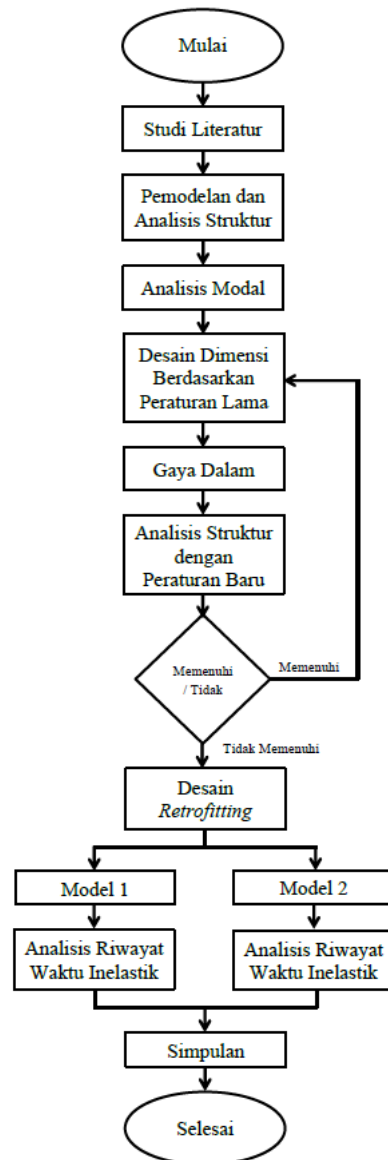 Mulai
Studi Literatur
Pemodelan dan
Analisis Struktur
Analisis Modal
Desain Dimensi
Berdasarkan
Peraturan Lama
Gaya Dalam
Analisis Struktur
dengan
Peraturan Baru
Memenuhi
/ Tidak
Memenuhi
Tidak Memenuhi
Desain
Retrofitting
Model 1
Model 2
Analisis Riwayat
Waktu Inelastik
Analisis Riwayat
Waktu Inelastik
Simpulan
Selesai